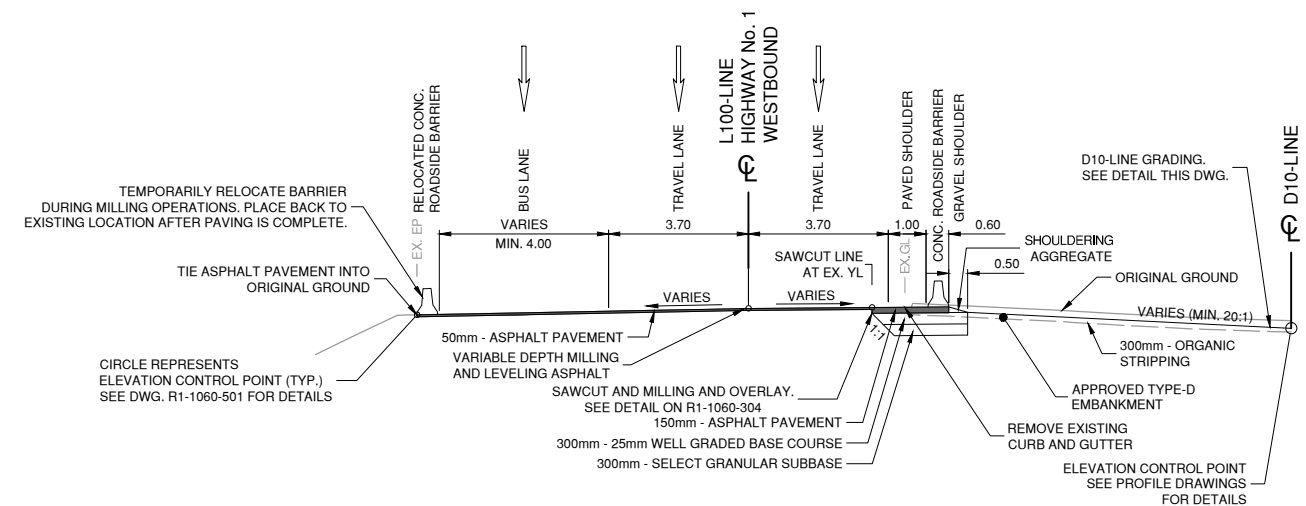 L100-LINE
HIGHWAY No. 1
WESTBOUND
℄
EX. EP
RELOCATED CONC.
ROADSIDE BARRIER
BUS LANE
TRAVEL LANE
TRAVEL LANE
PAVED SHOULDER
EX.GL
CONC. ROADSIDE BARRIER
GRAVEL SHOULDER
℄ D10-LINE
TEMPORARILY RELOCATE BARRIER
DURING MILLING OPERATIONS. PLACE BACK TO
EXISTING LOCATION AFTER PAVING IS COMPLETE.
VARIES
MIN. 4.00
3.70
3.70
1.00
0.60
0.50
D10-LINE GRADING.
SEE DETAIL THIS DWG.
TIE ASPHALT PAVEMENT INTO
ORIGINAL GROUND
SAWCUT LINE
AT EX. YL
SHOULDERING
AGGREGATE
ORIGINAL GROUND
VARIES
VARIES
VARIES (MIN. 20:1)
1:1
CIRCLE REPRESENTS
ELEVATION CONTROL POINT (TYP.)
SEE DWG. R1-1060-501 FOR DETAILS
50mm - ASPHALT PAVEMENT
VARIABLE DEPTH MILLING
AND LEVELING ASPHALT
SAWCUT AND MILLING AND OVERLAY.
SEE DETAIL ON R1-1060-304
150mm - ASPHALT PAVEMENT
300mm - 25mm WELL GRADED BASE COURSE
300mm - SELECT GRANULAR SUBBASE
300mm - ORGANIC
STRIPPING
APPROVED TYPE-D
EMBANKMENT
REMOVE EXISTING
CURB AND GUTTER
ELEVATION CONTROL POINT
SEE PROFILE DRAWINGS
FOR DETAILS